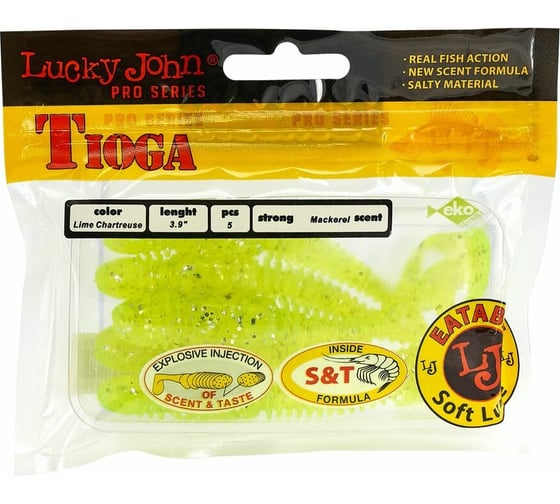 Lucky John®
PRO SERIES
· REAL FISH ACTION
· NEW SCENT FORMULA
· SALTY MATERIAL
PRO SERIES PRO SERIES
TIOGA
color lenght pcs strong Mackerel scent
Lime Chartreuse 3.9" 5
eko
EXPLOSIVE INJECTION
OF
SCENT & TASTE
INSIDE
S&T
FORMULA
LJ LJ LJ
Soft